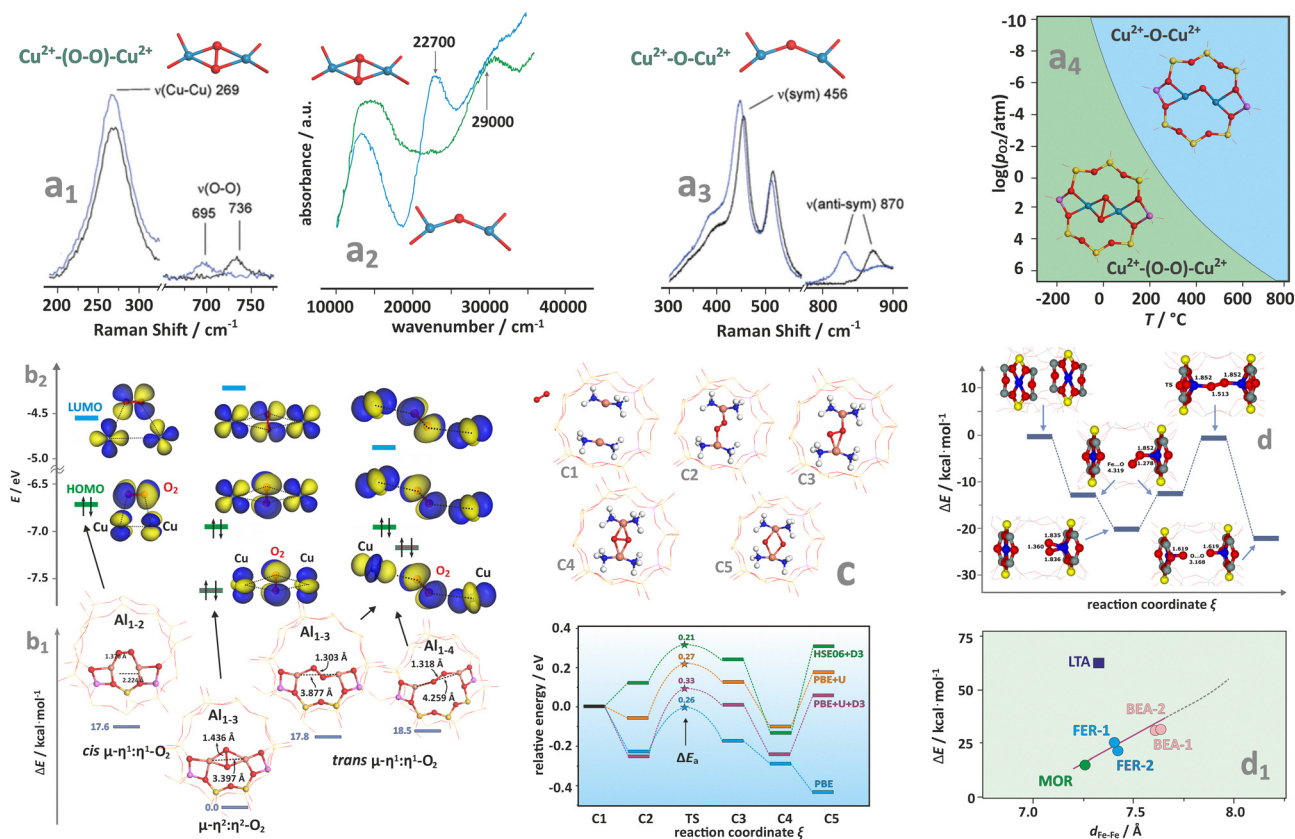 Cu²⁺-(O-O)-Cu²⁺
ν(Cu-Cu) 269
ν(O-O)
695
736
a₁
200
250
300
700
750
Raman Shift / cm⁻¹
22700
29000
absorbance / a.u.
a₂
10000
20000
30000
40000
wavenumber / cm⁻¹
Cu²⁺-O-Cu²⁺
ν(sym) 456
ν(anti-sym) 870
a₃
300
400
500
800
900
Raman Shift / cm⁻¹
-10
-8
-6
-4
-2
0
2
4
6
log(pO₂/atm)
a₄
Cu²⁺-O-Cu²⁺
Cu²⁺-(O-O)-Cu²⁺
-200
0
200
400
600
800
T / °C
b₂
LUMO
-4.5
-5.0
-6.5
-7.0
-7.5
E / eV
HOMO
O₂
Cu
Cu
Cu
O₂
Cu
Cu
O₂
Cu
b₁
ΔE / kcal·mol⁻¹
Al₁₋₂
2.224 Å
17.6
cis μ-η¹:η¹-O₂
Al₁₋₃
1.436 Å
3.397 Å
0.0
μ-η²:η²-O₂
Al₁₋₃
1.303 Å
3.877 Å
17.8
Al₁₋₄
1.318 Å
4.259 Å
18.5
trans μ-η¹:η¹-O₂
C1
C2
C3
C4
C5
c
0.4
0.2
0.0
-0.2
-0.4
relative energy / eV
0.21
0.27
0.33
0.26
ΔEₐ
HSE06+D3
PBE+U
PBE+U+D3
PBE
C1
C2
TS
C3
C4
C5
reaction coordinate ξ
10
0
-10
-20
-30
ΔE / kcal·mol⁻¹
TS
1.852
1.852
1.513
d
Fe...O
4.319
1.852
1.278
1.835
1.360
1.836
1.619
O...O
3.168
1.619
reaction coordinate ξ
75
50
25
0
ΔE / kcal·mol⁻¹
LTA
BEA-2
FER-1
BEA-1
FER-2
MOR
d₁
7.0
7.5
8.0
d_Fe-Fe / Å